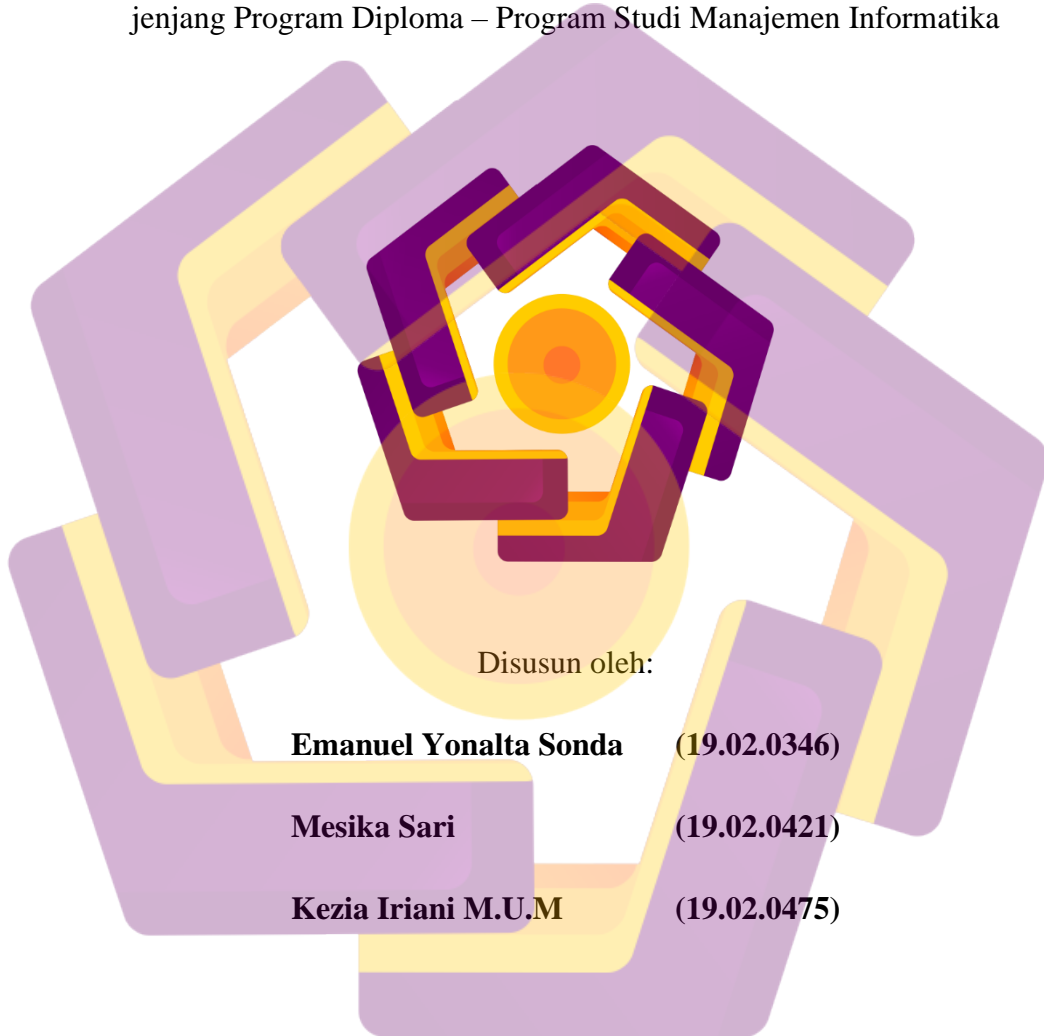 jenjang Program Diploma – Program Studi Manajemen Informatika
Disusun oleh:
Emanuel Yonalta Sonda (19.02.0346)
Mesika Sari (19.02.0421)
Kezia Iriani M.U.M (19.02.0475)